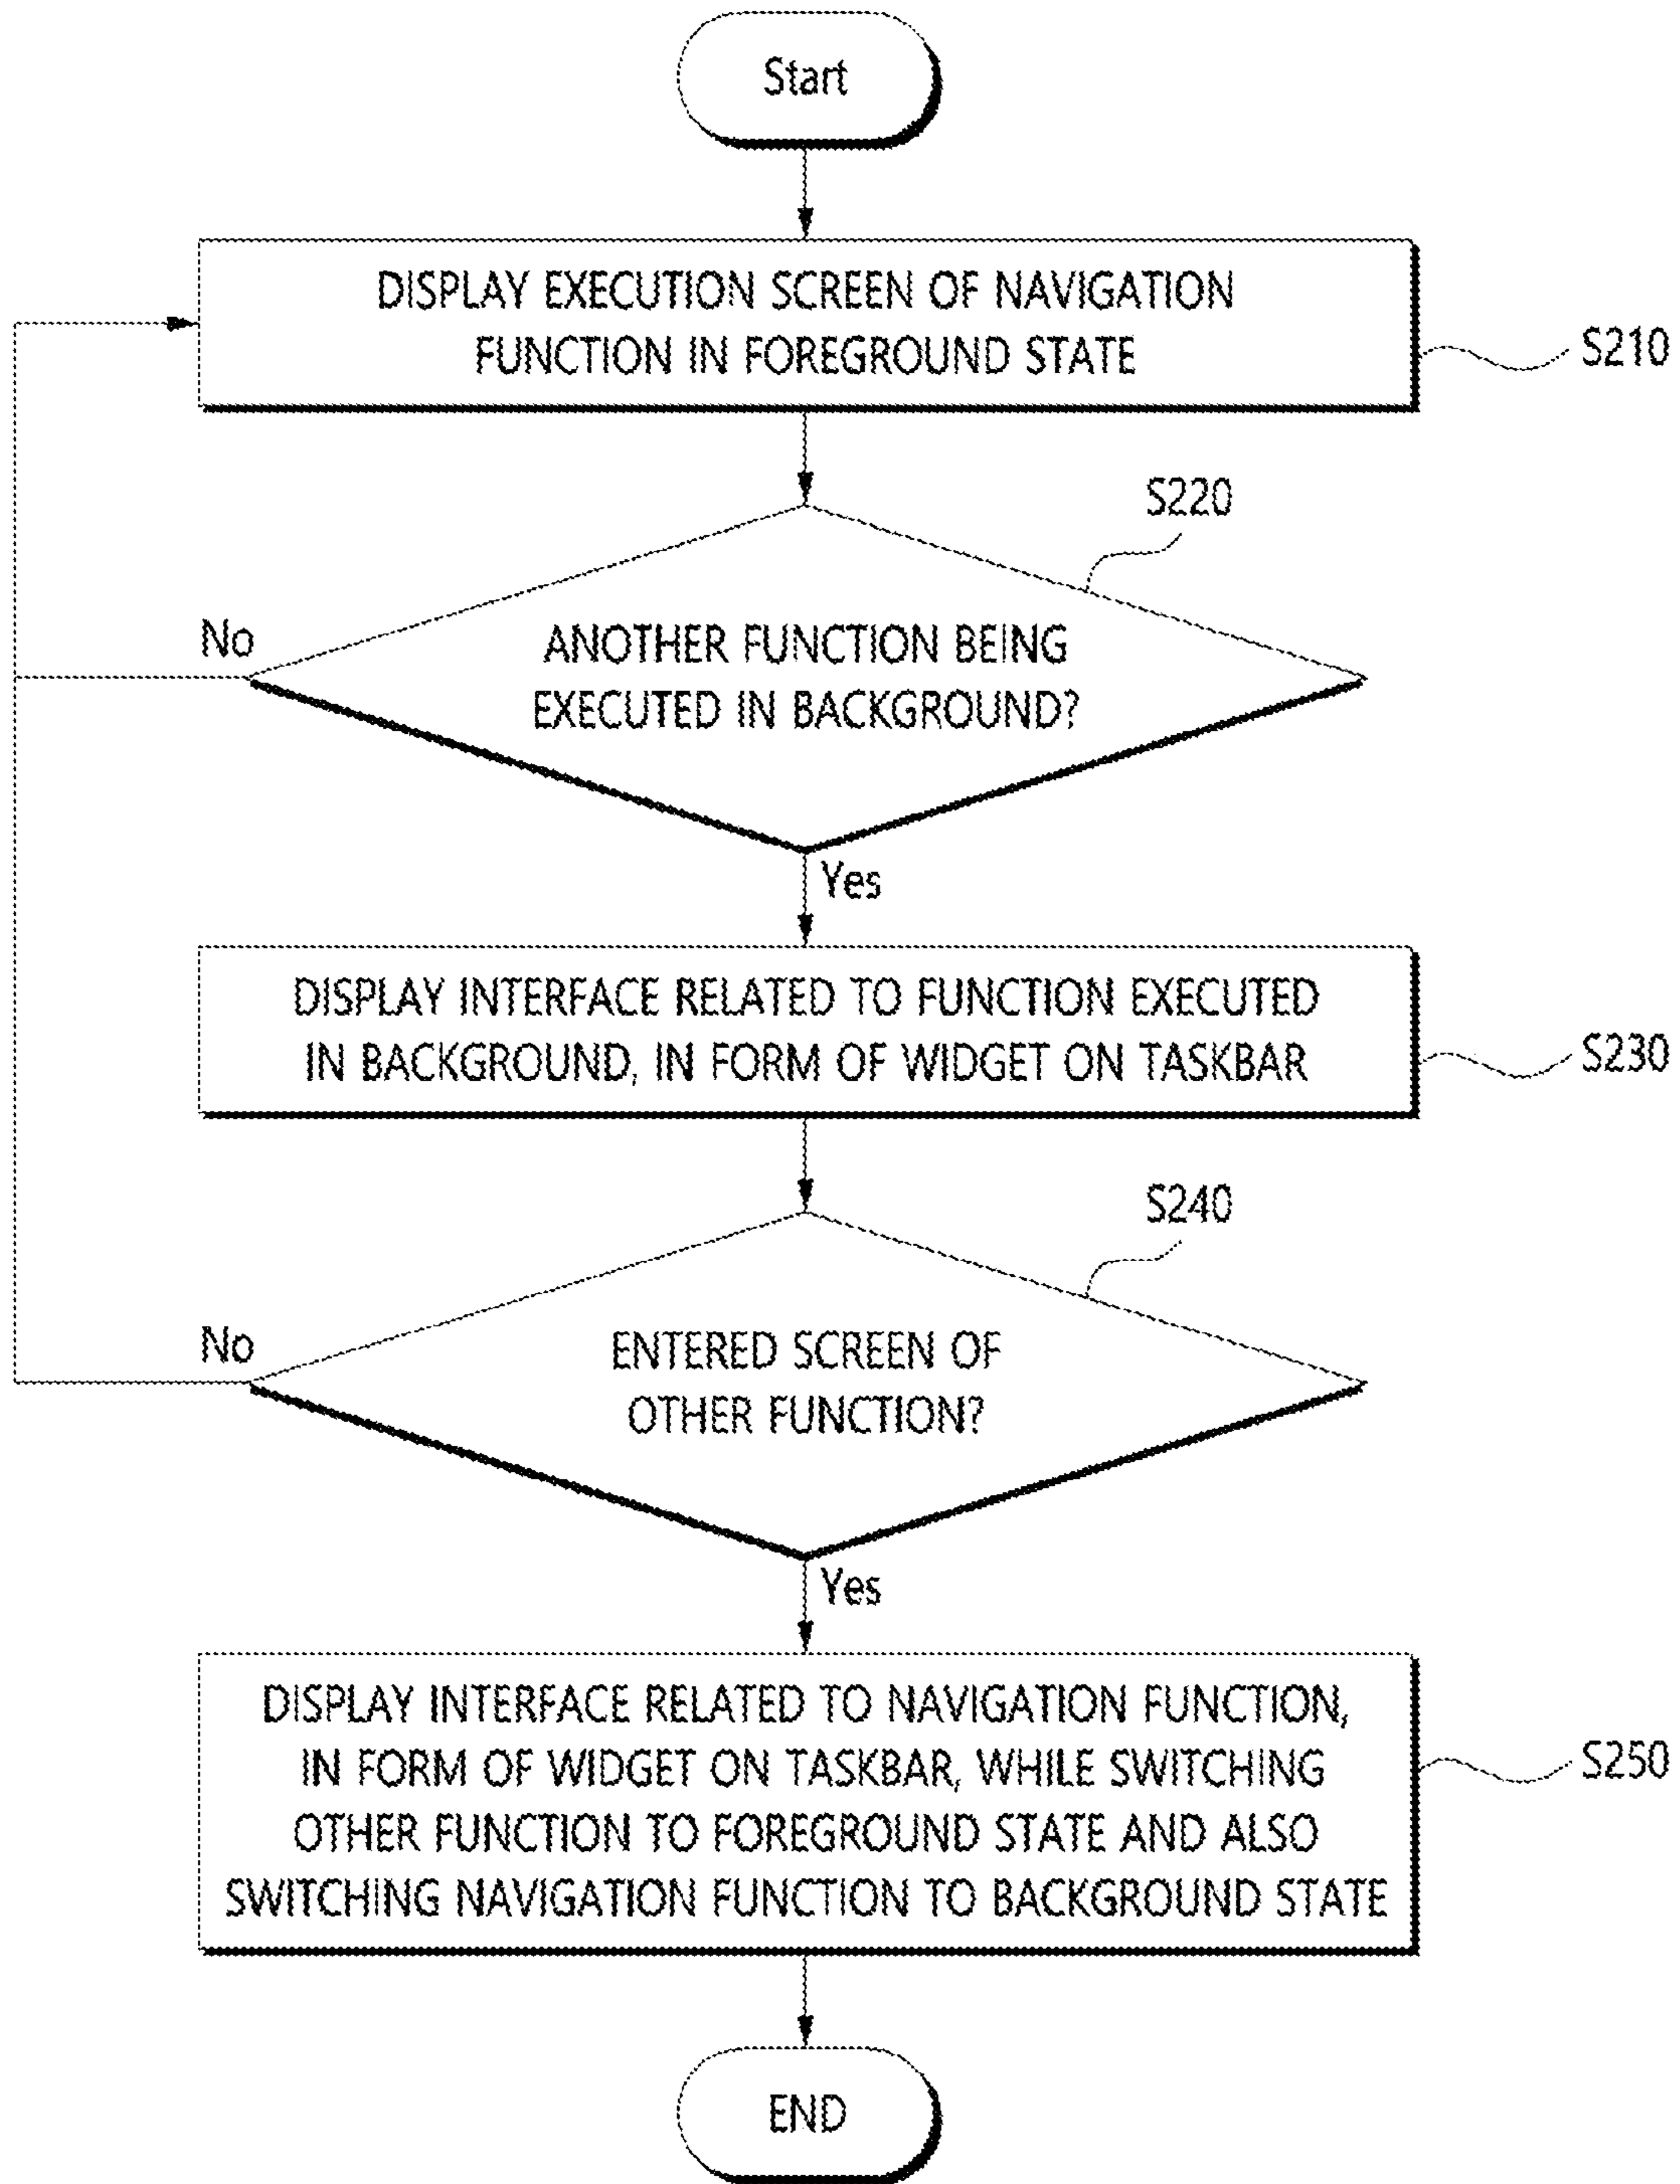 Start
DISPLAY EXECUTION SCREEN OF NAVIGATION
FUNCTION IN FOREGROUND STATE
S210
S220
No
ANOTHER FUNCTION BEING
EXECUTED IN BACKGROUND?
Yes
DISPLAY INTERFACE RELATED TO FUNCTION EXECUTED
IN BACKGROUND, IN FORM OF WIDGET ON TASKBAR
S230
S240
No
ENTERED SCREEN OF
OTHER FUNCTION?
Yes
DISPLAY INTERFACE RELATED TO NAVIGATION FUNCTION,
IN FORM OF WIDGET ON TASKBAR, WHILE SWITCHING
OTHER FUNCTION TO FOREGROUND STATE AND ALSO
SWITCHING NAVIGATION FUNCTION TO BACKGROUND STATE
S250
END